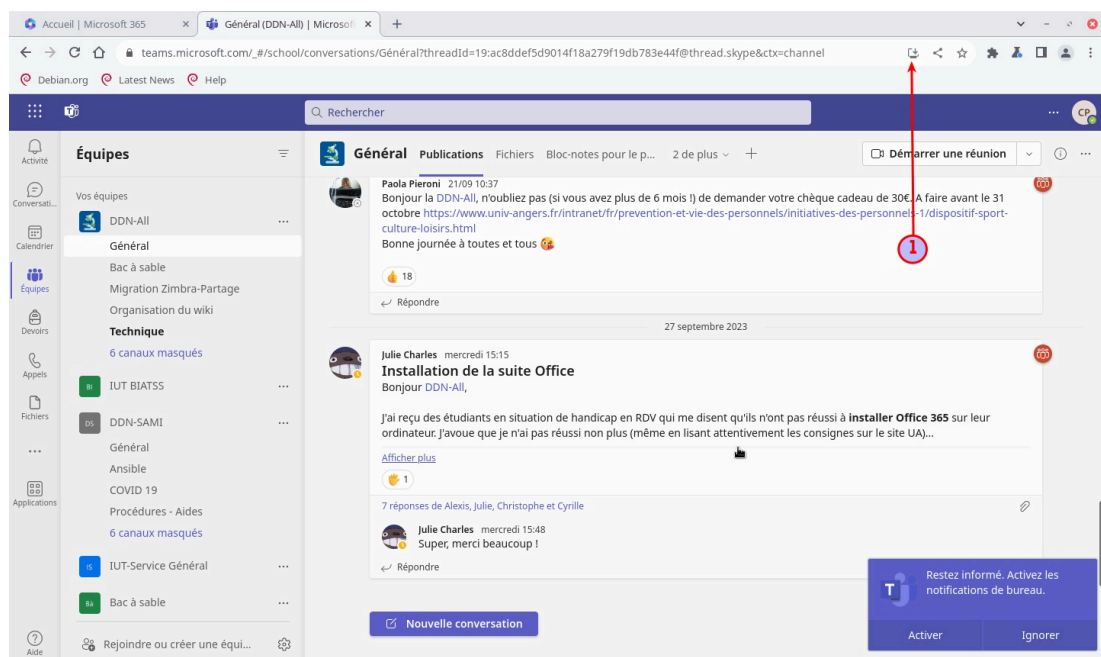 Accueil | Microsoft 365
Général (DDN-All) | Microsof
teams.microsoft.com/_#/school/conversations/Général?threadId=19:ac8ddef5d9014f18a279f19db783e44f@thread.skype&ctx=channel
Debian.org Latest News Help
Rechercher
CP
Activité
Conversati...
Calendrier
Équipes
Devoirs
Appels
Fichiers
Applications
Aide
Équipes
Vos équipes
DDN-All
Général
Bac à sable
Migration Zimbra-Partage
Organisation du wiki
Technique
6 canaux masqués
BI IUT BIATSS
DS DDN-SAMI
Général
Ansible
COVID 19
Procédures - Aides
6 canaux masqués
IS IUT-Service Général
Bà Bac à sable
Rejoindre ou créer une équi...
Général Publications Fichiers Bloc-notes pour le p... 2 de plus
Démarrer une réunion
1
Paola Pieroni 21/09 10:37
Bonjour la DDN-All, n'oubliez pas (si vous avez plus de 6 mois !) de demander votre chèque cadeau de 30€. A faire avant le 31
octobre https://www.univ-angers.fr/intranet/fr/prevention-et-vie-des-personnels/initiatives-des-personnels-1/dispositif-sport-
culture-loisirs.html
Bonne journée à toutes et tous
18
Répondre
27 septembre 2023
Julie Charles mercredi 15:15
Installation de la suite Office
Bonjour DDN-All,
J'ai reçu des étudiants en situation de handicap en RDV qui me disent qu'ils n'ont pas réussi à installer Office 365 sur leur
ordinateur. J'avoue que je n'ai pas réussi non plus (même en lisant attentivement les consignes sur le site UA)...
Afficher plus
1
7 réponses de Alexis, Julie, Christophe et Cyrille
Julie Charles mercredi 15:48
Super, merci beaucoup !
Répondre
Nouvelle conversation
T
Restez informé. Activez les
notifications de bureau.
Activer Ignorer